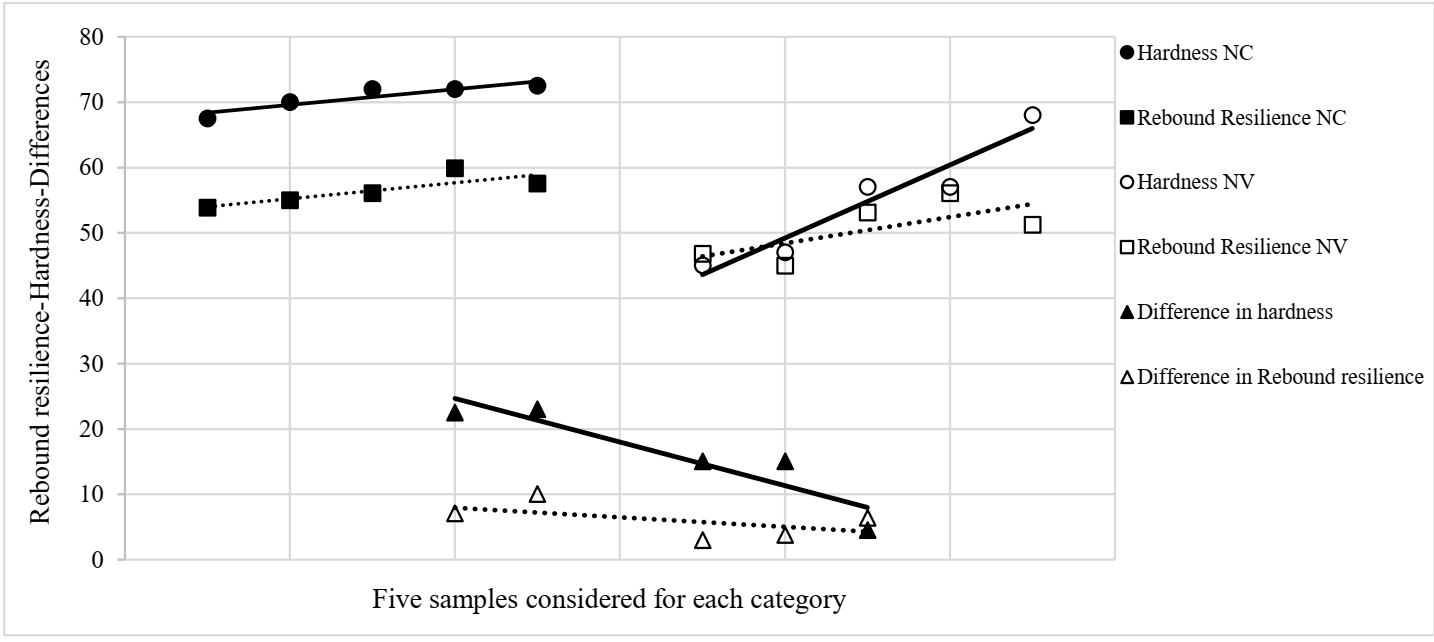 Rebound resilience-Hardness-Differences
80
70
60
50
40
30
20
10
0
Five samples considered for each category
Hardness NC
Rebound Resilience NC
Hardness NV
Rebound Resilience NV
Difference in hardness
Difference in Rebound resilience